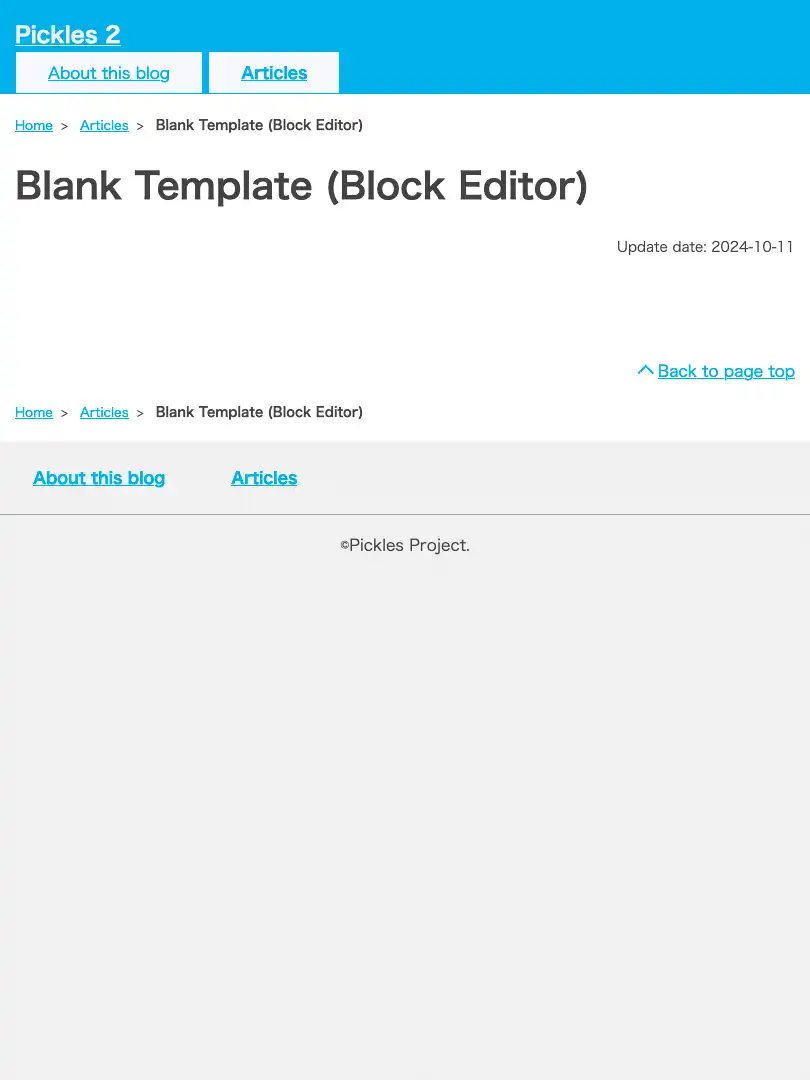 Pickles 2
About this blog Articles
Home > Articles > Blank Template (Block Editor)
Blank Template (Block Editor)
Update date: 2024-10-11
Back to page top
Home > Articles > Blank Template (Block Editor)
About this blog Articles
©Pickles Project.